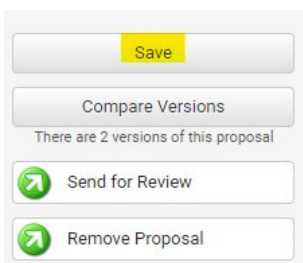 Save
Compare Versions
There are 2 versions of this proposal
Send for Review
Remove Proposal